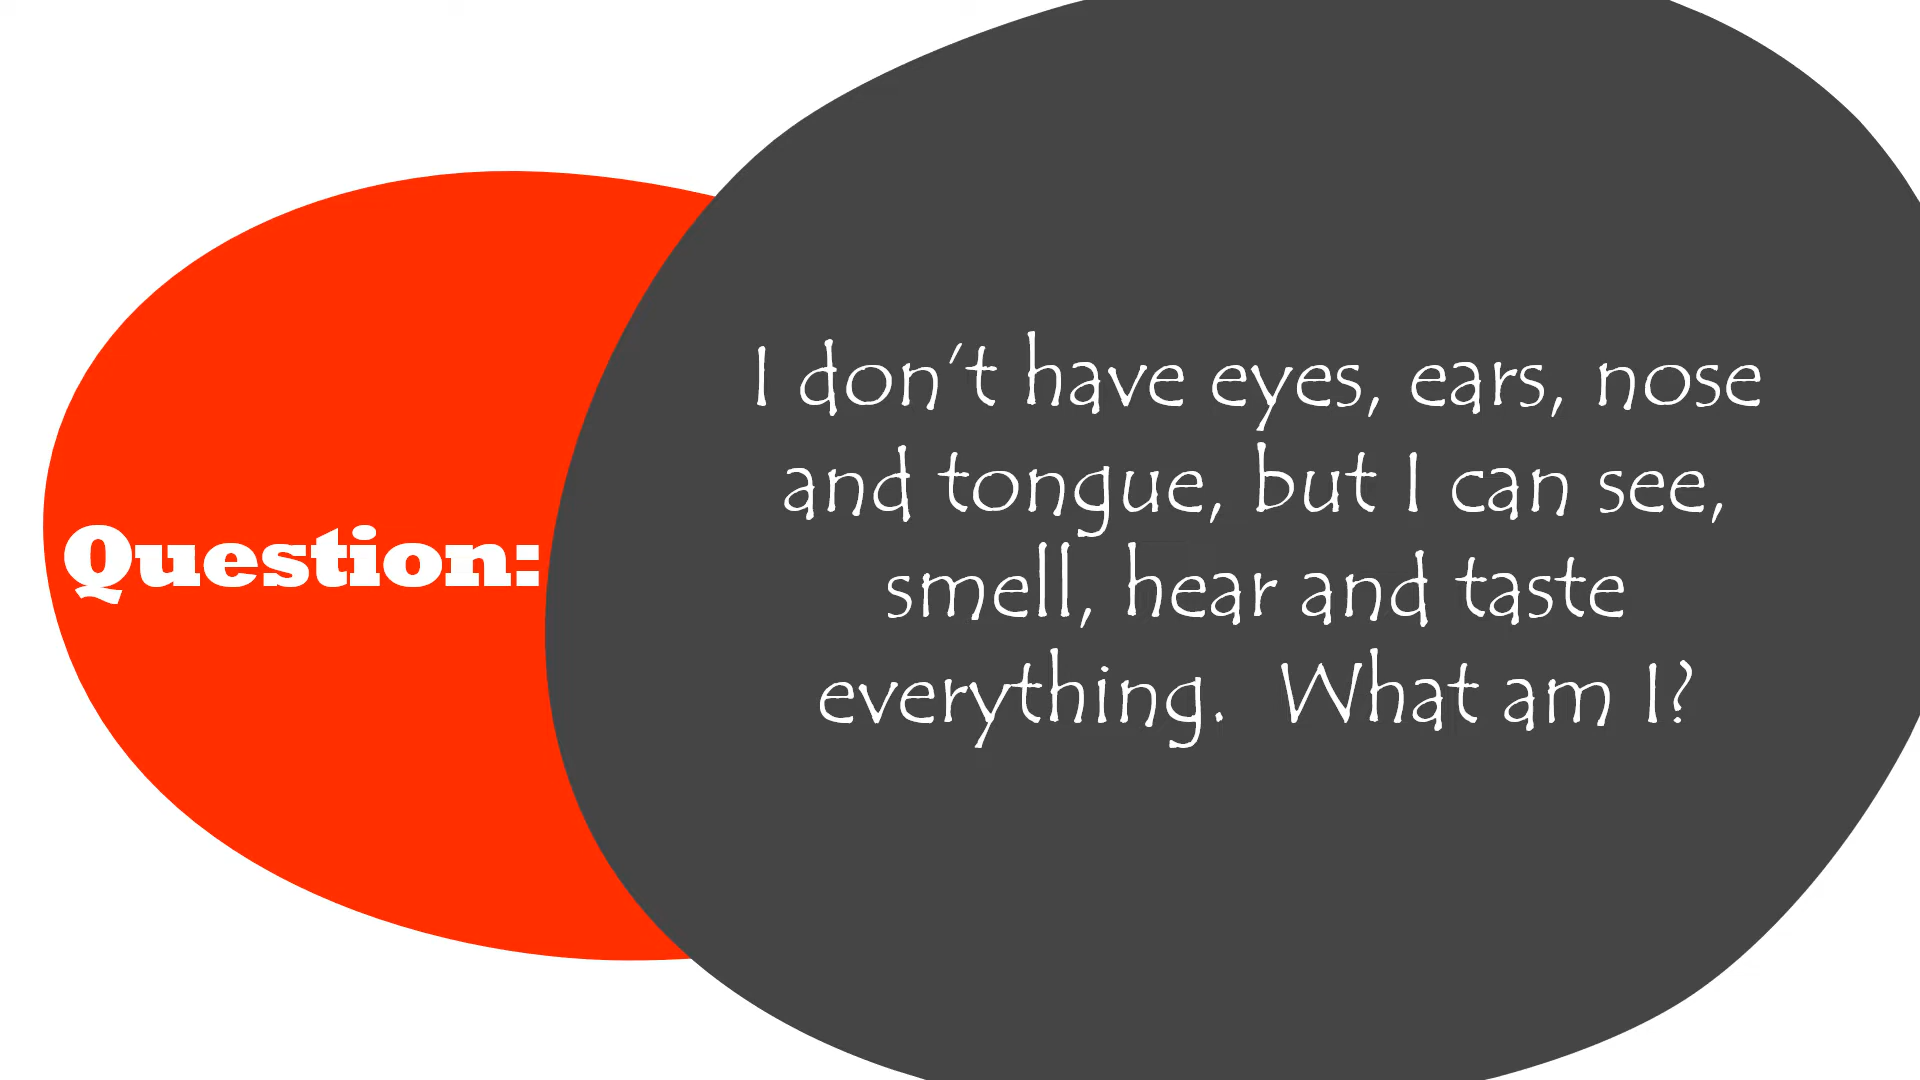 Question:
I don't have eyes, ears, nose
and tongue, but I can see,
smell, hear and taste
everything.  What am I?